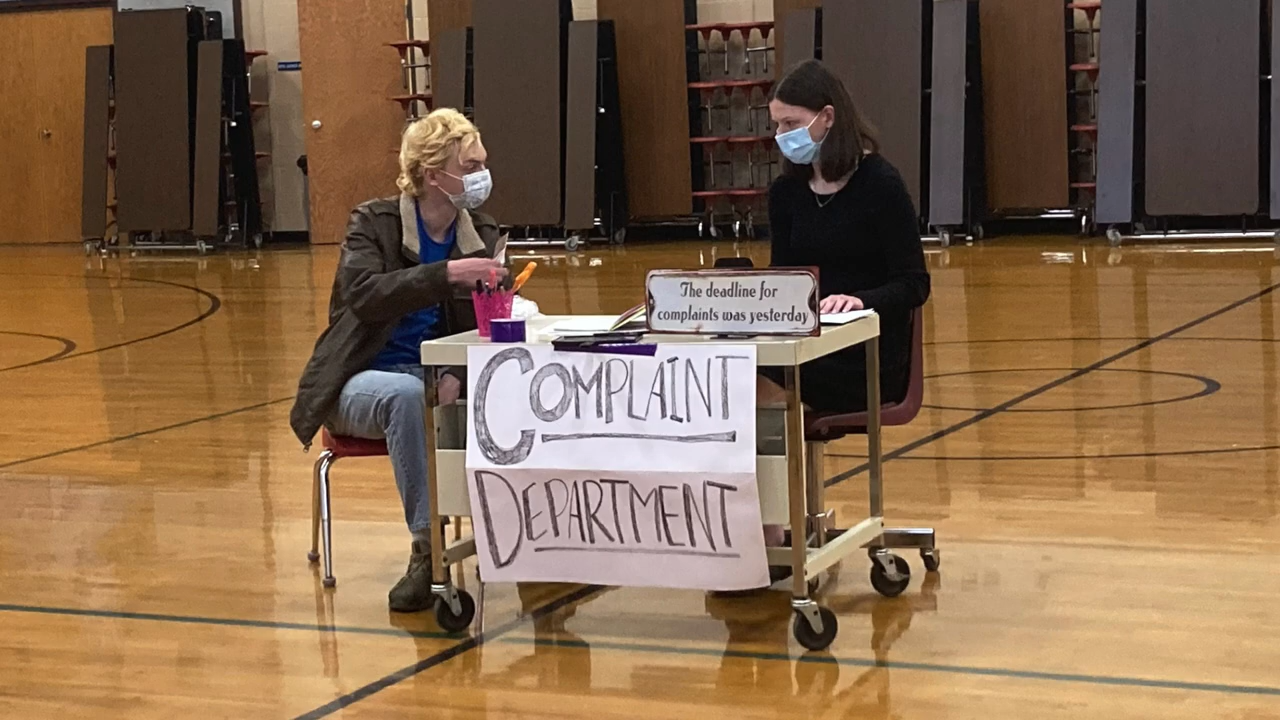 The deadline for
complaints was yesterday
COMPLAINT
DEPARTMENT